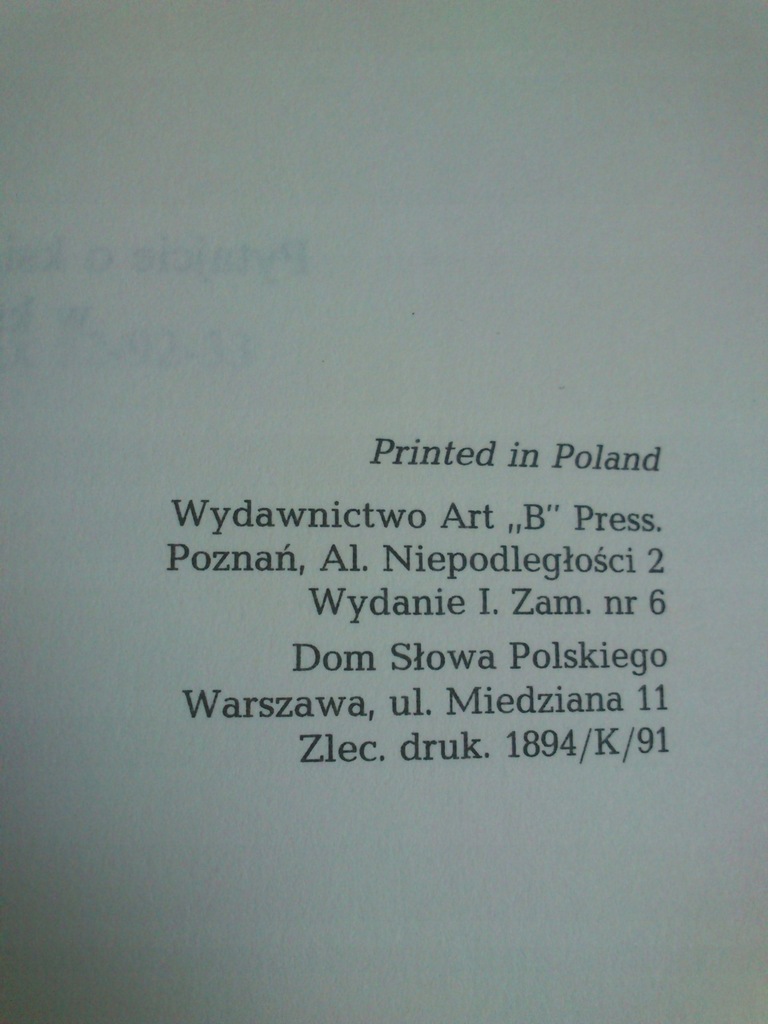 Printed in Poland
Wydawnictwo Art „B" Press.
Poznań, Al. Niepodległości 2
Wydanie I. Zam. nr 6
Dom Słowa Polskiego
Warszawa, ul. Miedziana 11
Zlec. druk. 1894/K/91